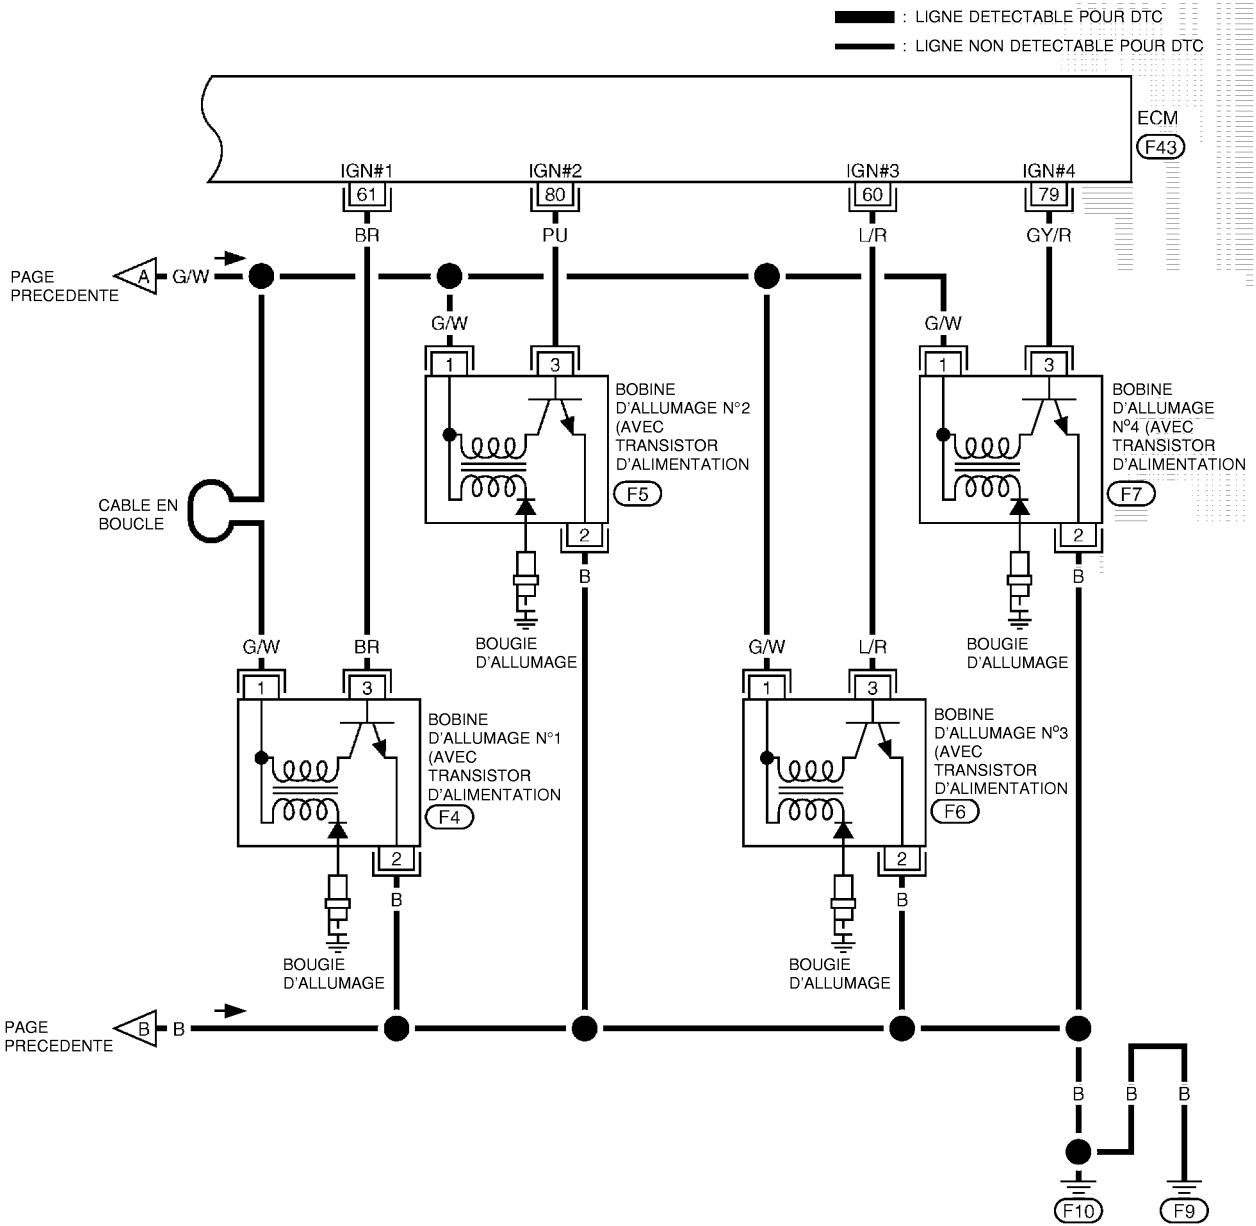 : LIGNE DETECTABLE POUR DTC
: LIGNE NON DETECTABLE POUR DTC
ECM
F43
IGN#1 IGN#2 IGN#3 IGN#4
61 80 60 79
BR PU L/R GY/R
PAGE
PRECEDENTE
A G/W
G/W G/W
1 3 1 3
BOBINE
D'ALLUMAGE N°2
(AVEC
TRANSISTOR
D'ALIMENTATION
F5
BOBINE
D'ALLUMAGE
Nº4 (AVEC
TRANSISTOR
D'ALIMENTATION
F7
CABLE EN
BOUCLE
2 2
B B
BOUGIE
D'ALLUMAGE
BOUGIE
D'ALLUMAGE
G/W BR G/W L/R
1 3 1 3
BOBINE
D'ALLUMAGE N°1
(AVEC
TRANSISTOR
D'ALIMENTATION
F4
BOBINE
D'ALLUMAGE Nº3
(AVEC
TRANSISTOR
D'ALIMENTATION
F6
2 2
B B
BOUGIE
D'ALLUMAGE
BOUGIE
D'ALLUMAGE
PAGE
PRECEDENTE
B B
B B B
F10 F9